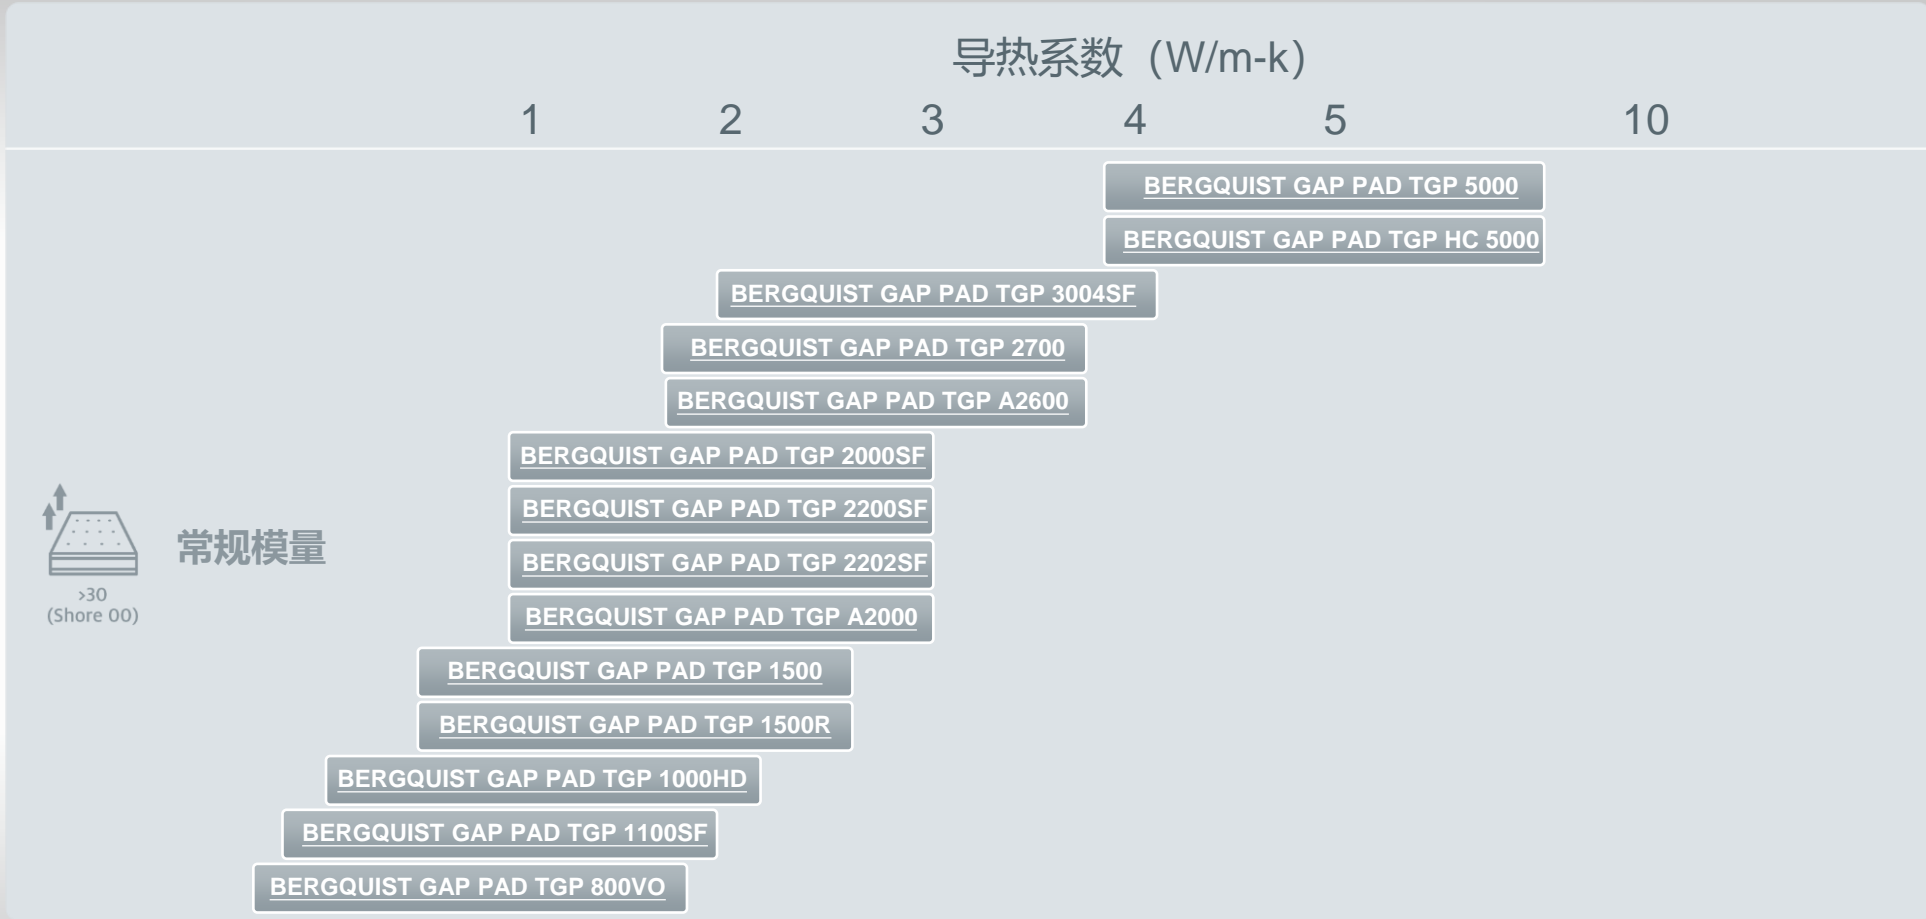 导热系数（W/m-k）
1 2 3 4 5 10
BERGQUIST GAP PAD TGP 5000
BERGQUIST GAP PAD TGP HC 5000
BERGQUIST GAP PAD TGP 3004SF
BERGQUIST GAP PAD TGP 2700
BERGQUIST GAP PAD TGP A2600
BERGQUIST GAP PAD TGP 2000SF
BERGQUIST GAP PAD TGP 2200SF
常规模量
BERGQUIST GAP PAD TGP 2202SF
>30
(Shore 00)
BERGQUIST GAP PAD TGP A2000
BERGQUIST GAP PAD TGP 1500
BERGQUIST GAP PAD TGP 1500R
BERGQUIST GAP PAD TGP 1000HD
BERGQUIST GAP PAD TGP 1100SF
BERGQUIST GAP PAD TGP 800VO